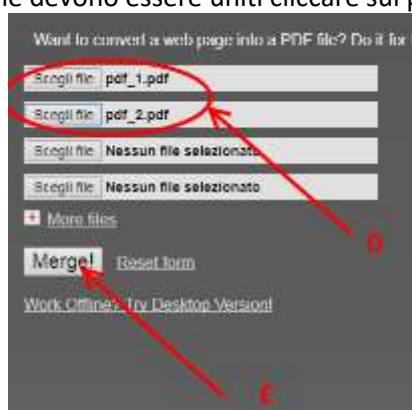 ne devono essere uniti cliccare sul p
Want to convert a web page into a PDF file? Do it for
Scegli file pdf_1.pdf
Scegli file pdf_2.pdf
Scegli file Nessun file selezionato
Scegli file Nessun file selezionato
+ More files
D
Merge! Reset form
Work Offline? Try Desktop Version!
E